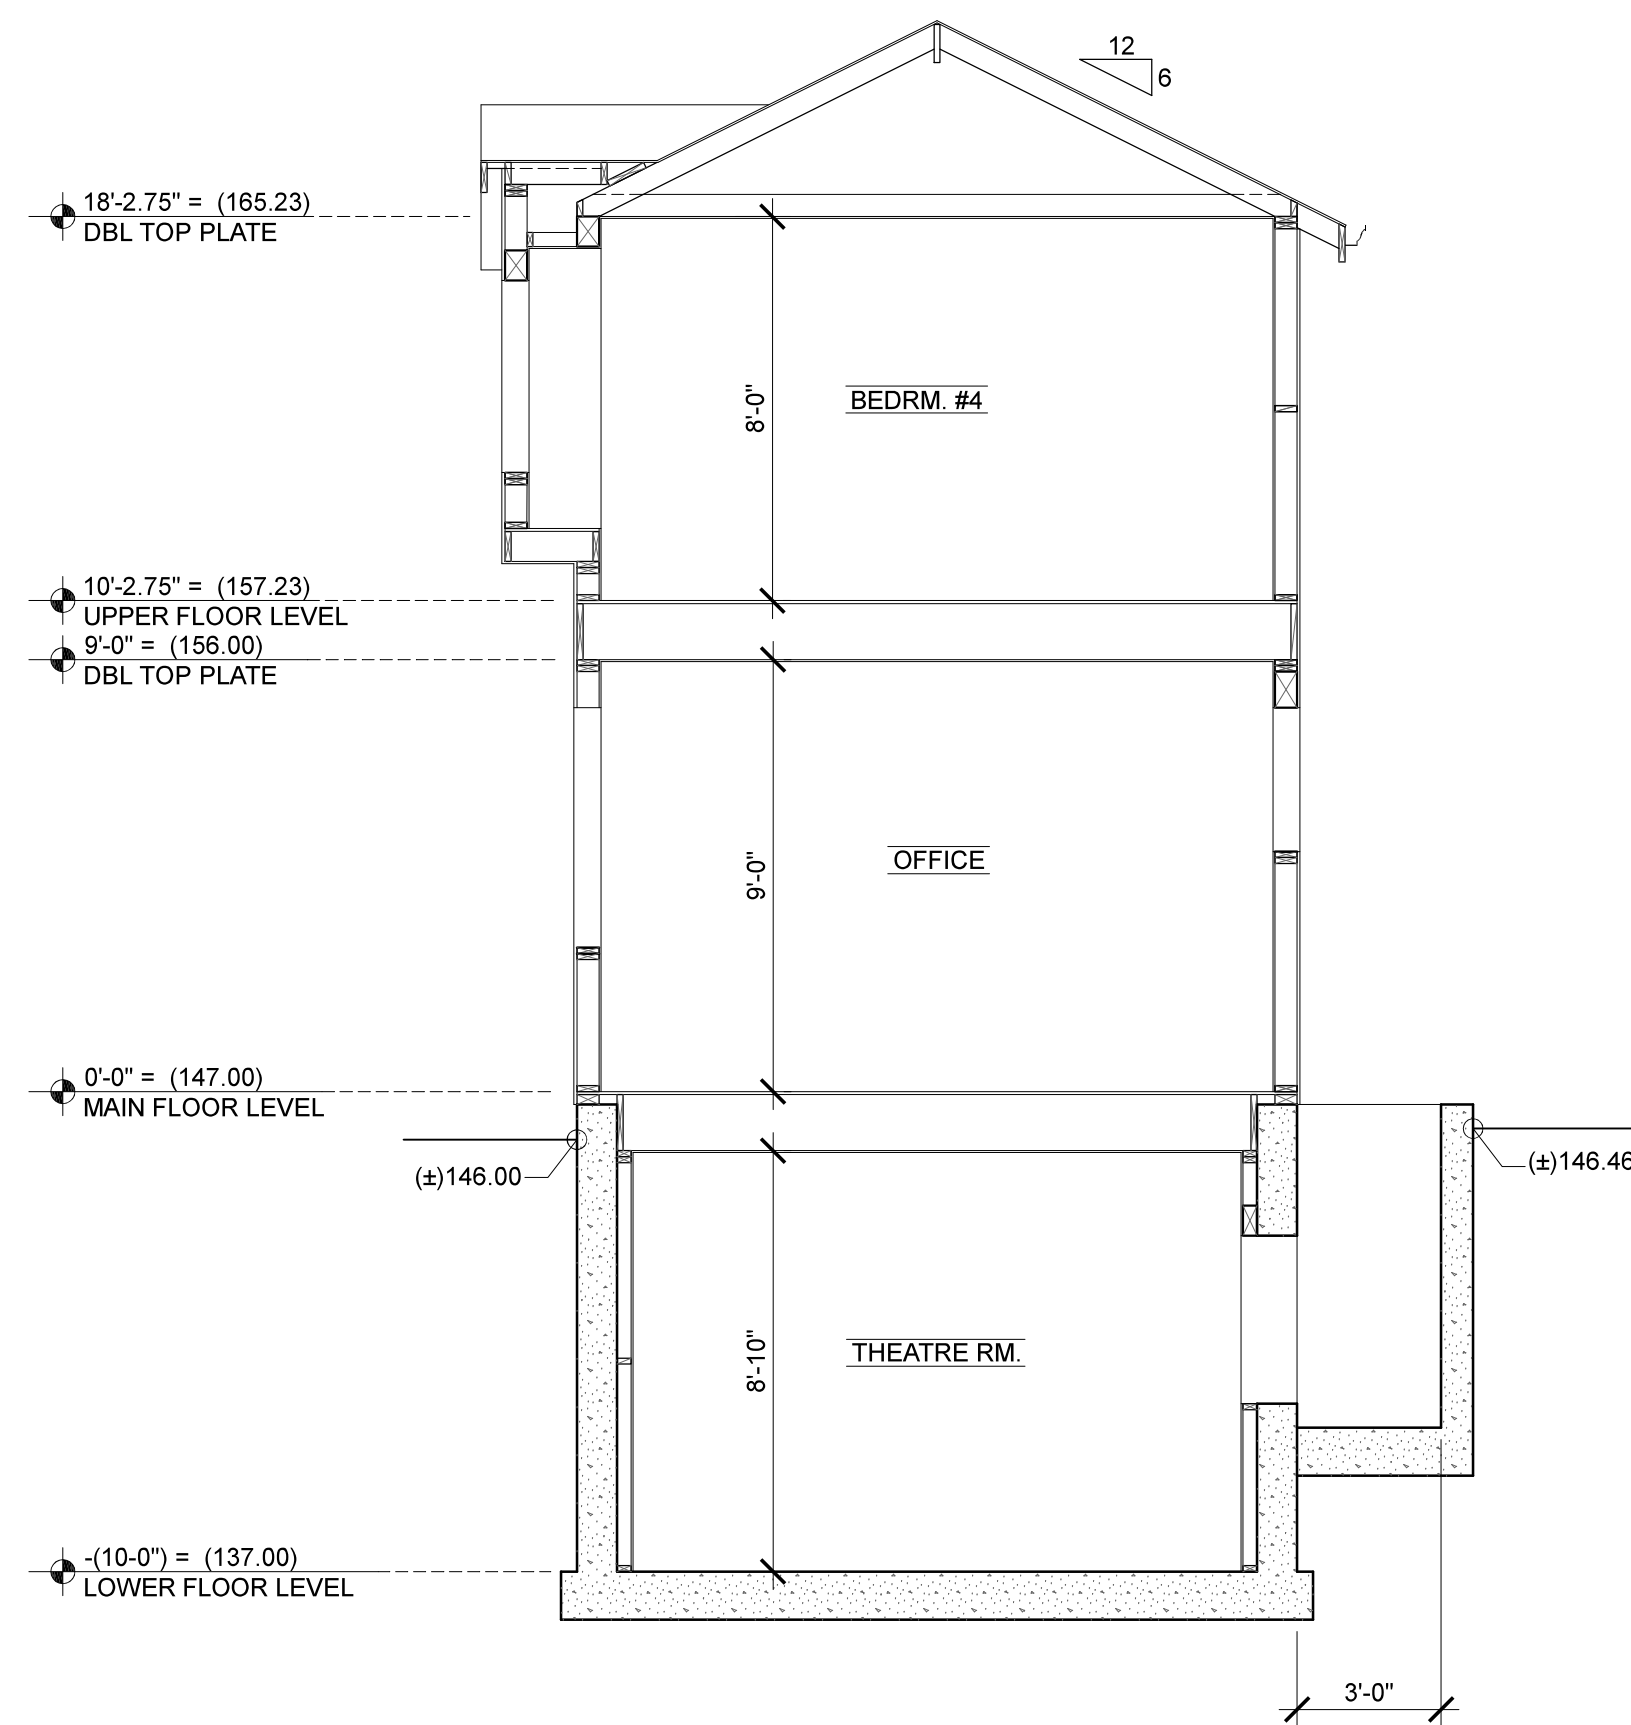 12
6
18'-2.75" = (165.23)
DBL TOP PLATE
8'-0"
BEDRM. #4
10'-2.75" = (157.23)
UPPER FLOOR LEVEL
9'-0" = (156.00)
DBL TOP PLATE
9'-0"
OFFICE
0'-0" = (147.00)
MAIN FLOOR LEVEL
(±)146.00
(±)146.46
8'-10"
THEATRE RM.
-(10-0") = (137.00)
LOWER FLOOR LEVEL
3'-0"